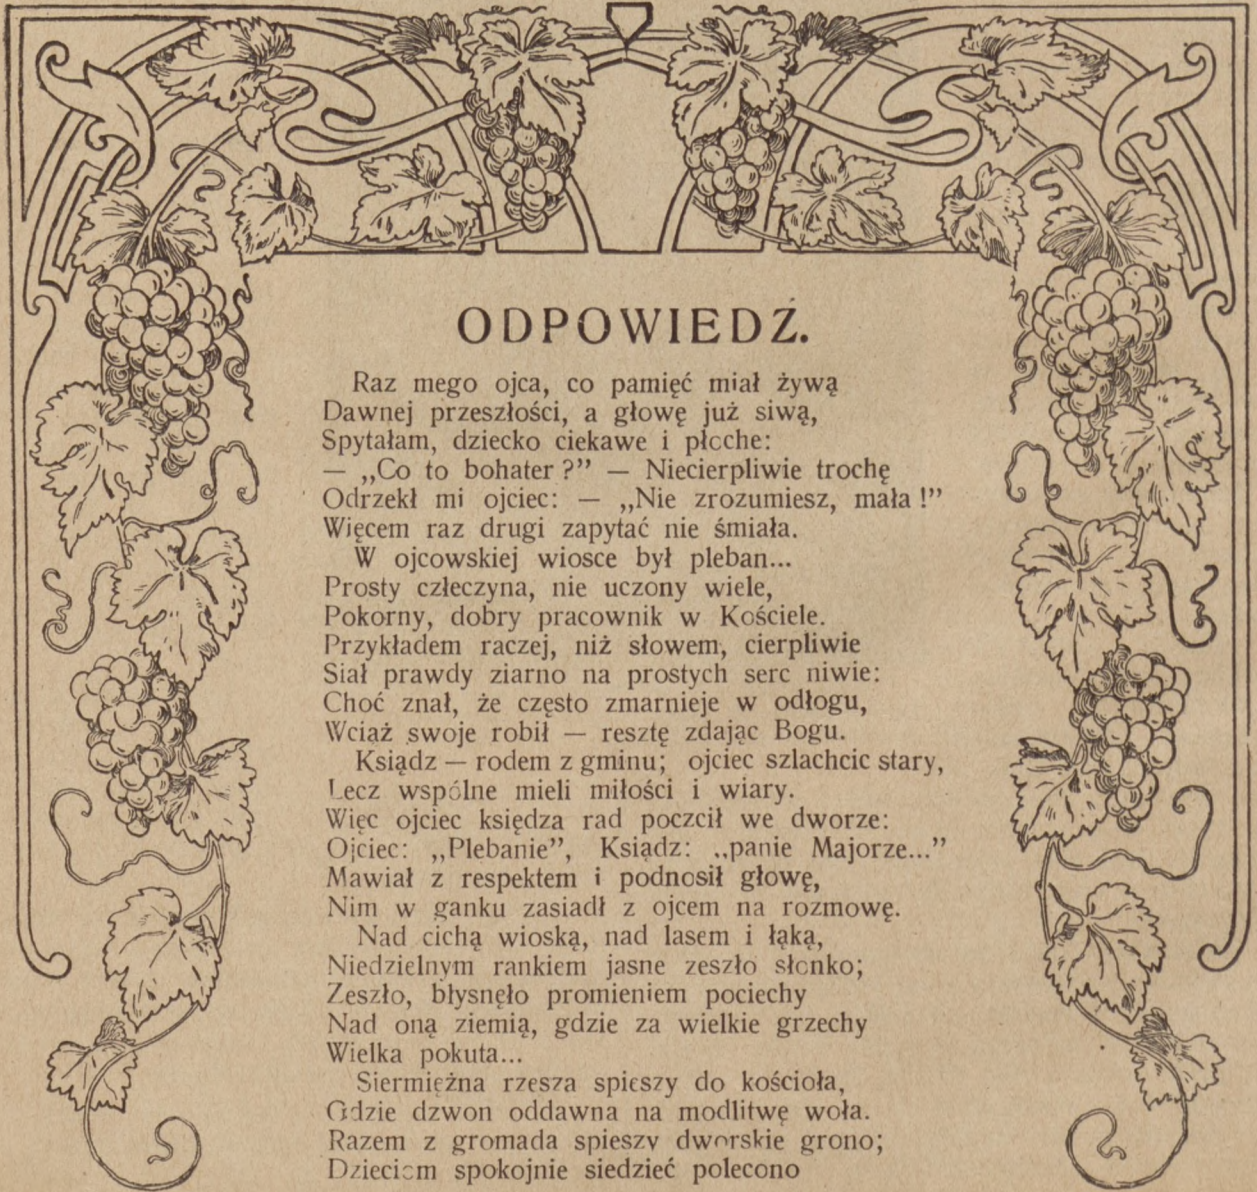 ODPOWIEDŹ.
Raz mego ojca, co pamięć miał żywą
Dawnej przeszłości, a głowę już siwą,
Spytałam, dziecko ciekawe i płoche:
— „Co to bohater?” — Niecierpliwie trochę
Odrzekł mi ojciec: — „Nie zrozumiesz, mała!”
Więcem raz drugi zapytać nie śmiała.
W ojcowskiej wiosce był pleban...
Prosty człeczyna, nie uczony wiele,
Pokorny, dobry pracownik w Kościele.
Przykładem raczej, niż słowem, cierpliwie
Siał prawdy ziarno na prostych serc niwie:
Choć znał, że często zmarnieje w odłogu,
Wciaż swoje robił — resztę zdając Bogu.
Ksiądz — rodem z gminu; ojciec szlachcic stary,
Lecz wspólne mieli miłości i wiary.
Więc ojciec księdza rad poczcił we dworze:
Ojciec: „Plebanie”, Ksiądz: „panie Majorze...”
Mawiał z respektem i podnosił głowę,
Nim w ganku zasiadł z ojcem na rozmowę.
Nad cichą wioską, nad lasem i łąką,
Niedzielnym rankiem jasne zeszło słonko;
Zeszło, błysnęło promieniem pociechy
Nad oną ziemią, gdzie za wielkie grzechy
Wielka pokuta...
Siermiężna rzesza spieszy do kościoła,
Gdzie dzwon oddawna na modlitwę woła.
Razem z gromada spieszy dworskie grono;
Dzieciom spokojnie siedzieć polecono